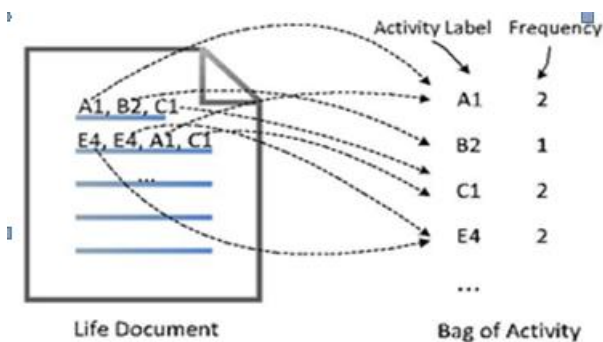 Activity Label Frequency
A1, B2, C1
E4, E4, A1, C1
...
A1 2
B2 1
C1 2
E4 2
...
Life Document
Bag of Activity